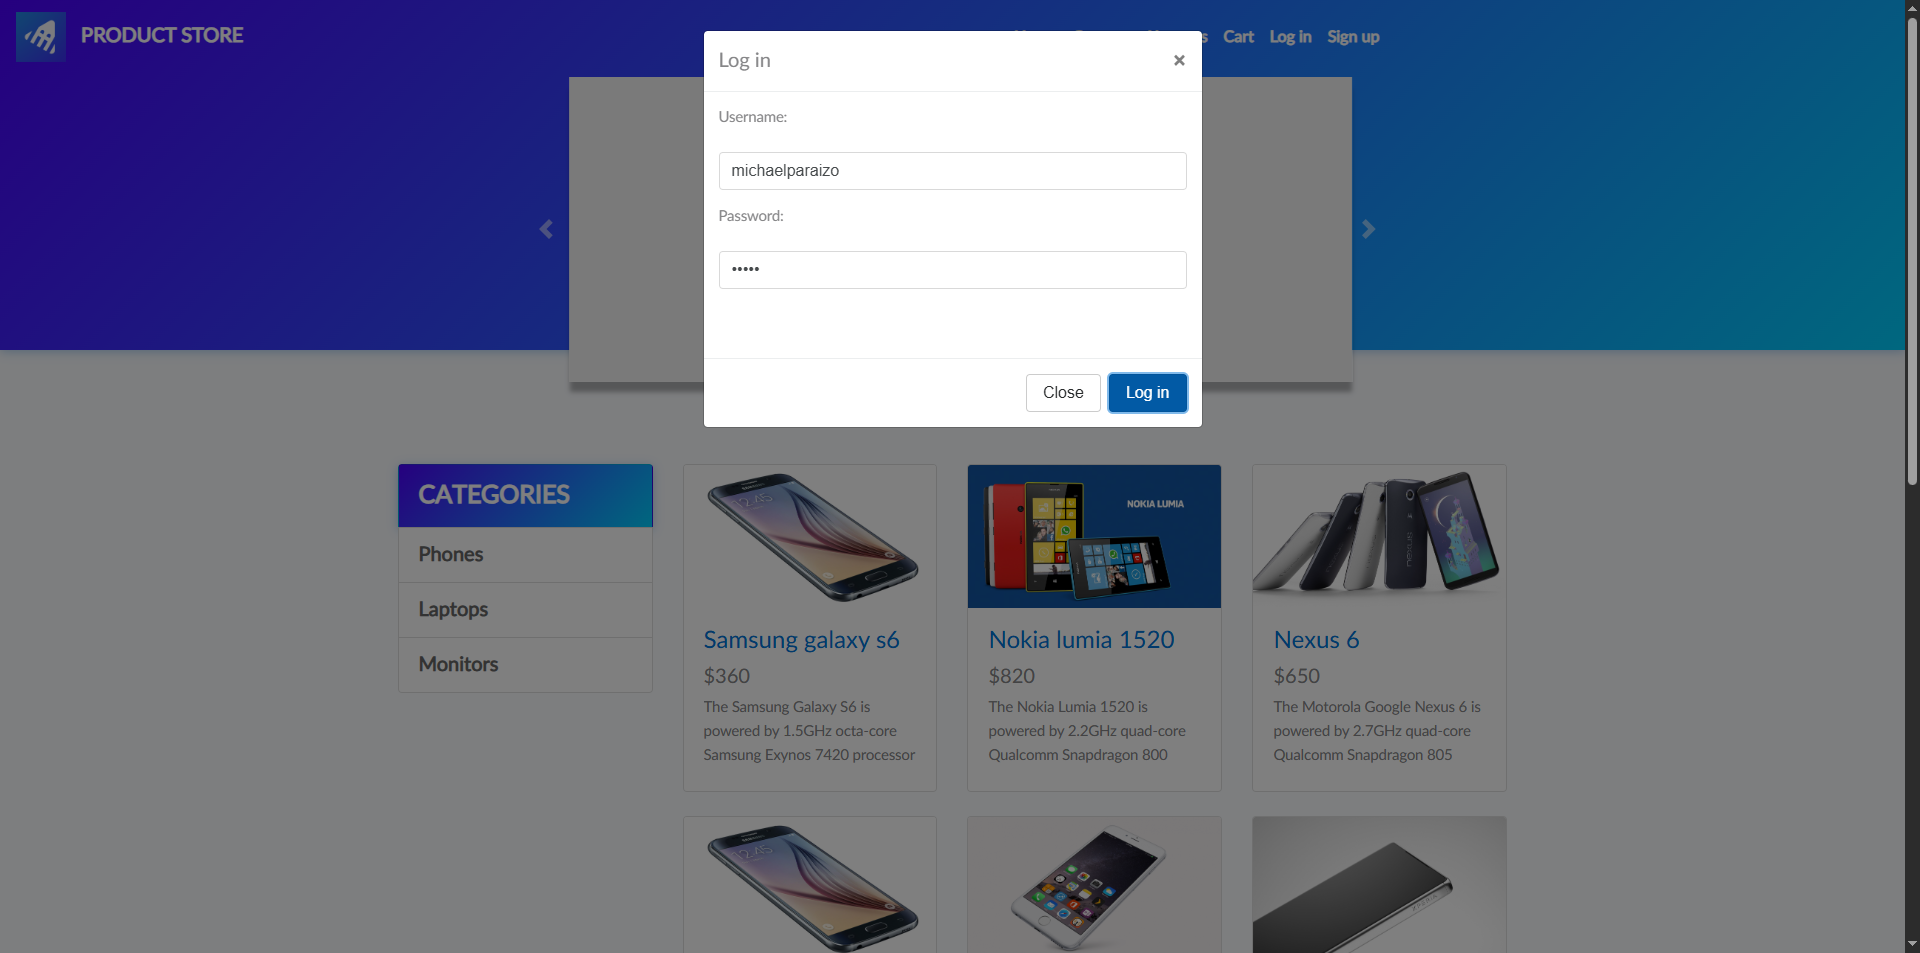 PRODUCT STORE
Cart
Log in
Sign up
Log in
×
Username:
michaelparaizo
Password:
•••••
Close
Log in
CATEGORIES
Phones
Laptops
Monitors
NOKIA LUMIA
Samsung galaxy s6
$360
The Samsung Galaxy S6 is
powered by 1.5GHz octa-core
Samsung Exynos 7420 processor
Nokia lumia 1520
$820
The Nokia Lumia 1520 is
powered by 2.2GHz quad-core
Qualcomm Snapdragon 800
Nexus 6
$650
The Motorola Google Nexus 6 is
powered by 2.7GHz quad-core
Qualcomm Snapdragon 805